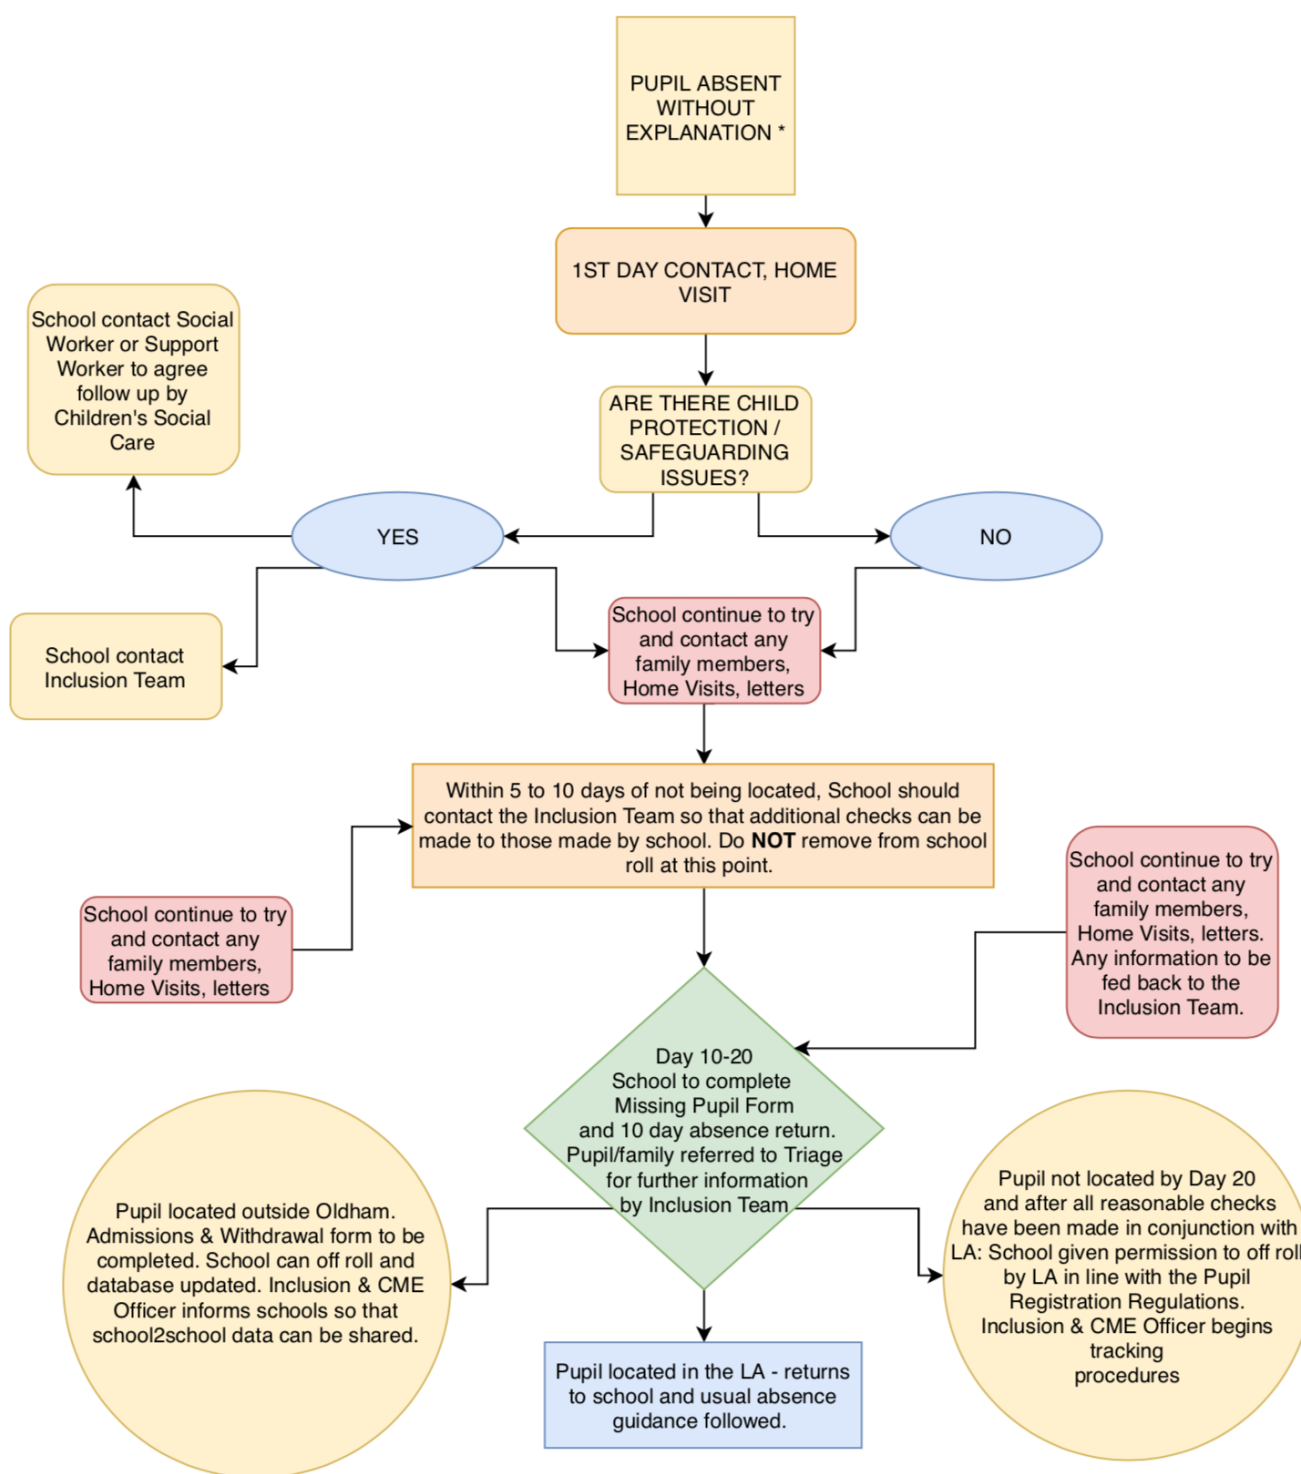 PUPIL ABSENT
WITHOUT
EXPLANATION *
1ST DAY CONTACT, HOME
VISIT
School contact Social
Worker or Support
Worker to agree
follow up by
Children's Social
Care
ARE THERE CHILD
PROTECTION /
SAFEGUARDING
ISSUES?
YES
NO
School contact
Inclusion Team
School continue to try
and contact any
family members,
Home Visits, letters
Within 5 to 10 days of not being located, School should
contact the Inclusion Team so that additional checks can be
made to those made by school. Do NOT remove from school
roll at this point.
School continue to try
and contact any
family members,
Home Visits, letters
School continue to try
and contact any
family members,
Home Visits, letters.
Any information to be
fed back to the
Inclusion Team.
Day 10-20
School to complete
Missing Pupil Form
and 10 day absence return.
Pupil/family referred to Triage
for further information
by Inclusion Team
Pupil located outside Oldham.
Admissions & Withdrawal form to be
completed. School can off roll and
database updated. Inclusion & CME
Officer informs schools so that
school2school data can be shared.
Pupil not located by Day 20
and after all reasonable checks
have been made in conjunction with
LA: School given permission to off roll
by LA in line with the Pupil
Registration Regulations.
Inclusion & CME Officer begins
tracking
procedures
Pupil located in the LA - returns
to school and usual absence
guidance followed.